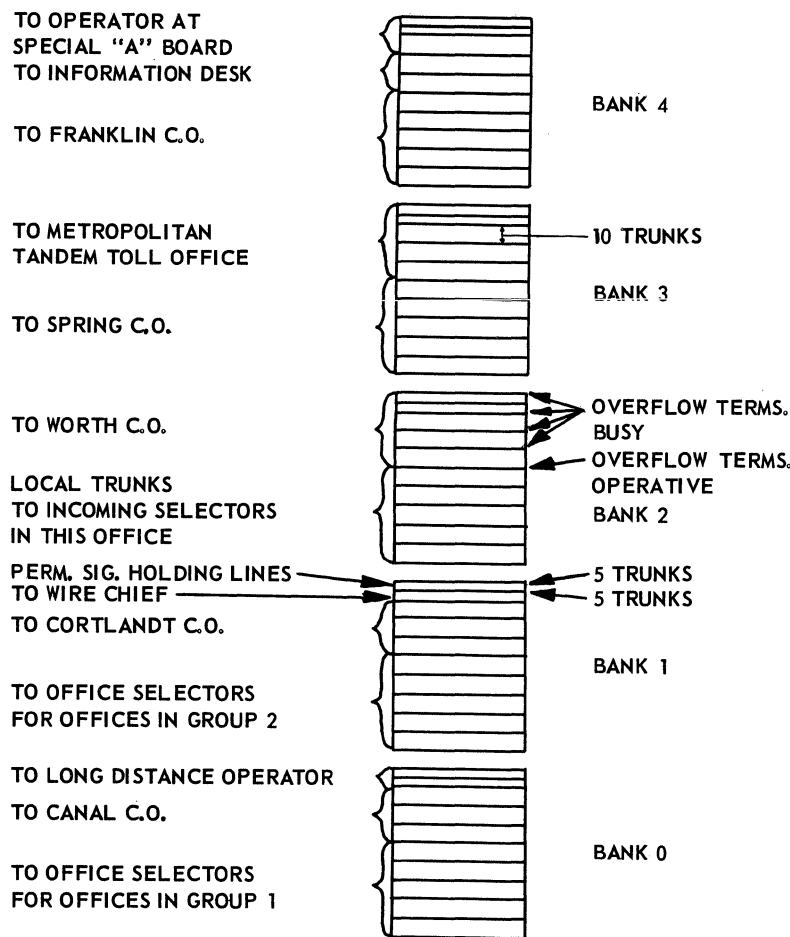 TO OPERATOR AT
SPECIAL “A” BOARD
TO INFORMATION DESK
BANK 4
TO FRANKLIN C.O.
TO METROPOLITAN
TANDEM TOLL OFFICE
10 TRUNKS
BANK 3
TO SPRING C.O.
TO WORTH C.O.
OVERFLOW TERMS.
BUSY
OVERFLOW TERMS.
OPERATIVE
LOCAL TRUNKS
TO INCOMING SELECTORS
IN THIS OFFICE
BANK 2
PERM. SIG. HOLDING LINES
5 TRUNKS
TO WIRE CHIEF
5 TRUNKS
TO CORTLANDT C.O.
BANK 1
TO OFFICE SELECTORS
FOR OFFICES IN GROUP 2
TO LONG DISTANCE OPERATOR
TO CANAL C.O.
BANK 0
TO OFFICE SELECTORS
FOR OFFICES IN GROUP 1